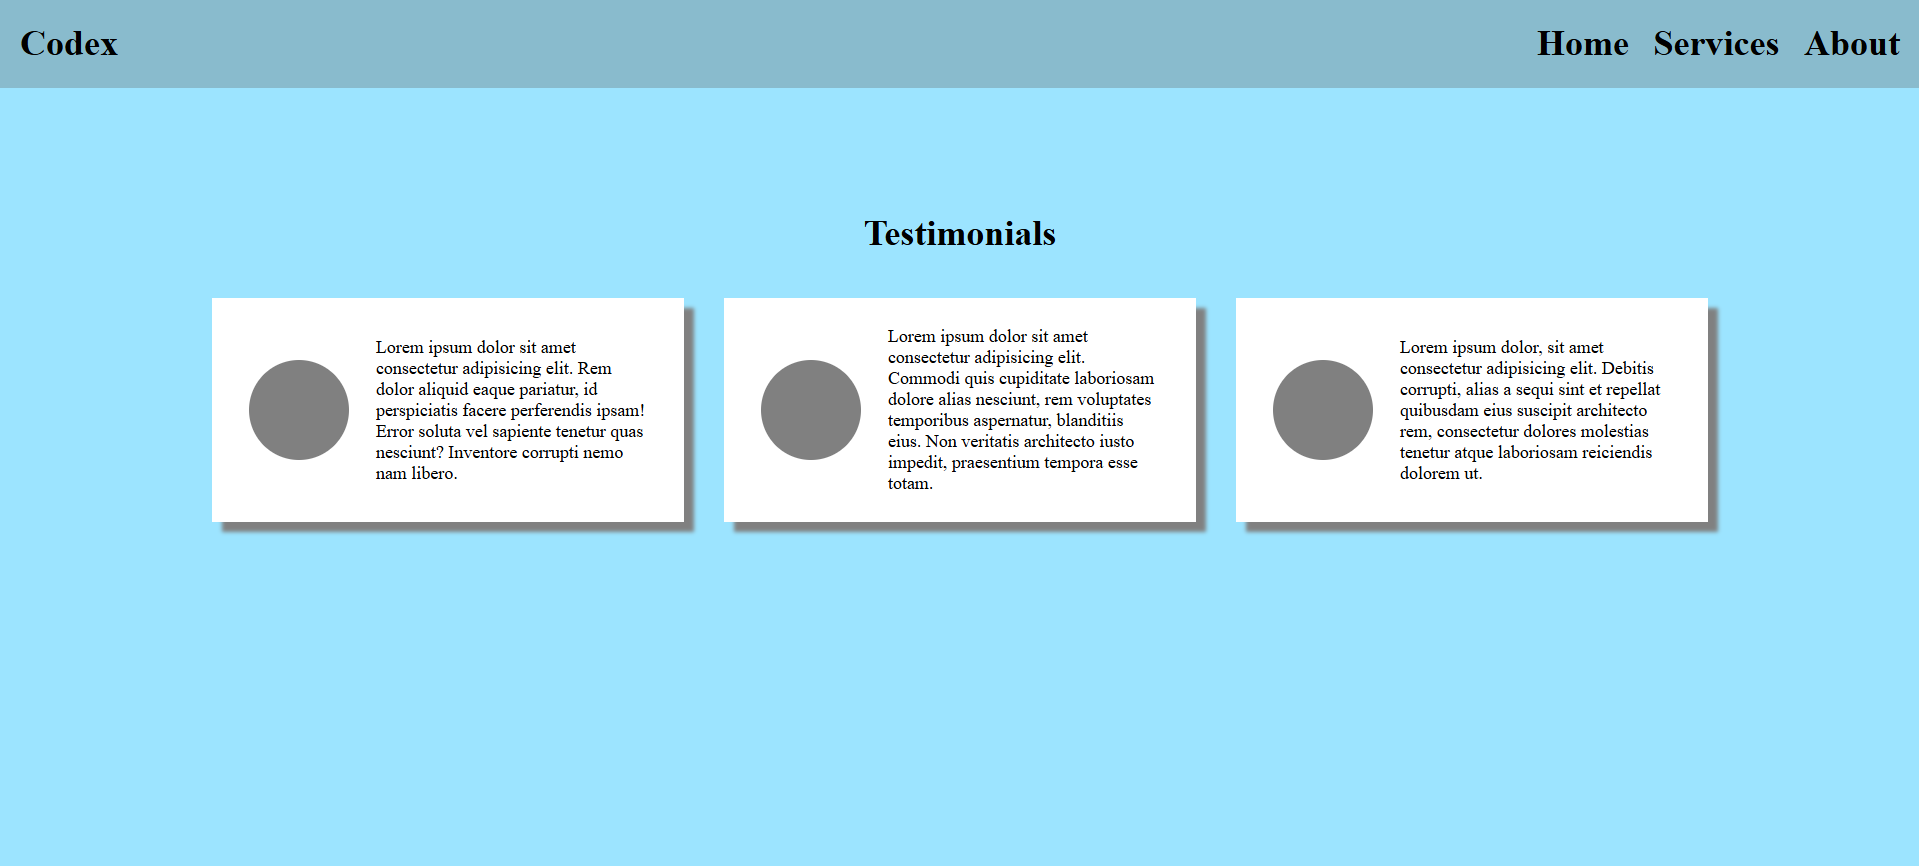 Codex
Home Services About
Testimonials
Lorem ipsum dolor sit amet
consectetur adipisicing elit. Rem
dolor aliquid eaque pariatur, id
perspiciatis facere perferendis ipsam!
Error soluta vel sapiente tenetur quas
nesciunt? Inventore corrupti nemo
nam libero.
Lorem ipsum dolor sit amet
consectetur adipisicing elit.
Commodi quis cupiditate laboriosam
dolore alias nesciunt, rem voluptates
temporibus aspernatur, blanditiis
eius. Non veritatis architecto iusto
impedit, praesentium tempora esse
totam.
Lorem ipsum dolor, sit amet
consectetur adipisicing elit. Debitis
corrupti, alias a sequi sint et repellat
quibusdam eius suscipit architecto
rem, consectetur dolores molestias
tenetur atque laboriosam reiciendis
dolorem ut.